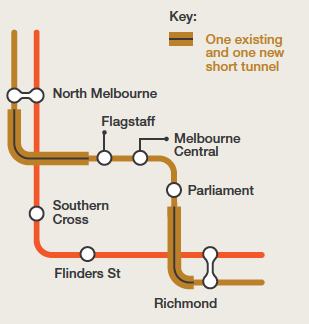 Key:
One existing
and one new
short tunnel
North Melbourne
Flagstaff
Melbourne
Central
Parliament
Southern
Cross
Flinders St
Richmond